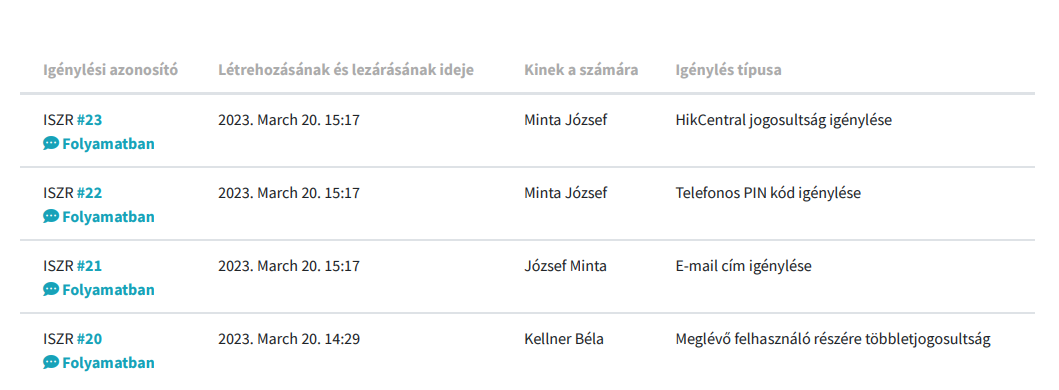 Igénylési azonosító Létrehozásának és lezárásának ideje Kinek a számára Igénylés típusa
ISZR #23 2023. March 20. 15:17 Minta József HikCentral jogosultság igénylése
Folyamatban
ISZR #22 2023. March 20. 15:17 Minta József Telefonos PIN kód igénylése
Folyamatban
ISZR #21 2023. March 20. 15:17 József Minta E-mail cím igénylése
Folyamatban
ISZR #20 2023. March 20. 14:29 Kellner Béla Meglévő felhasználó részére többletjogosultság
Folyamatban